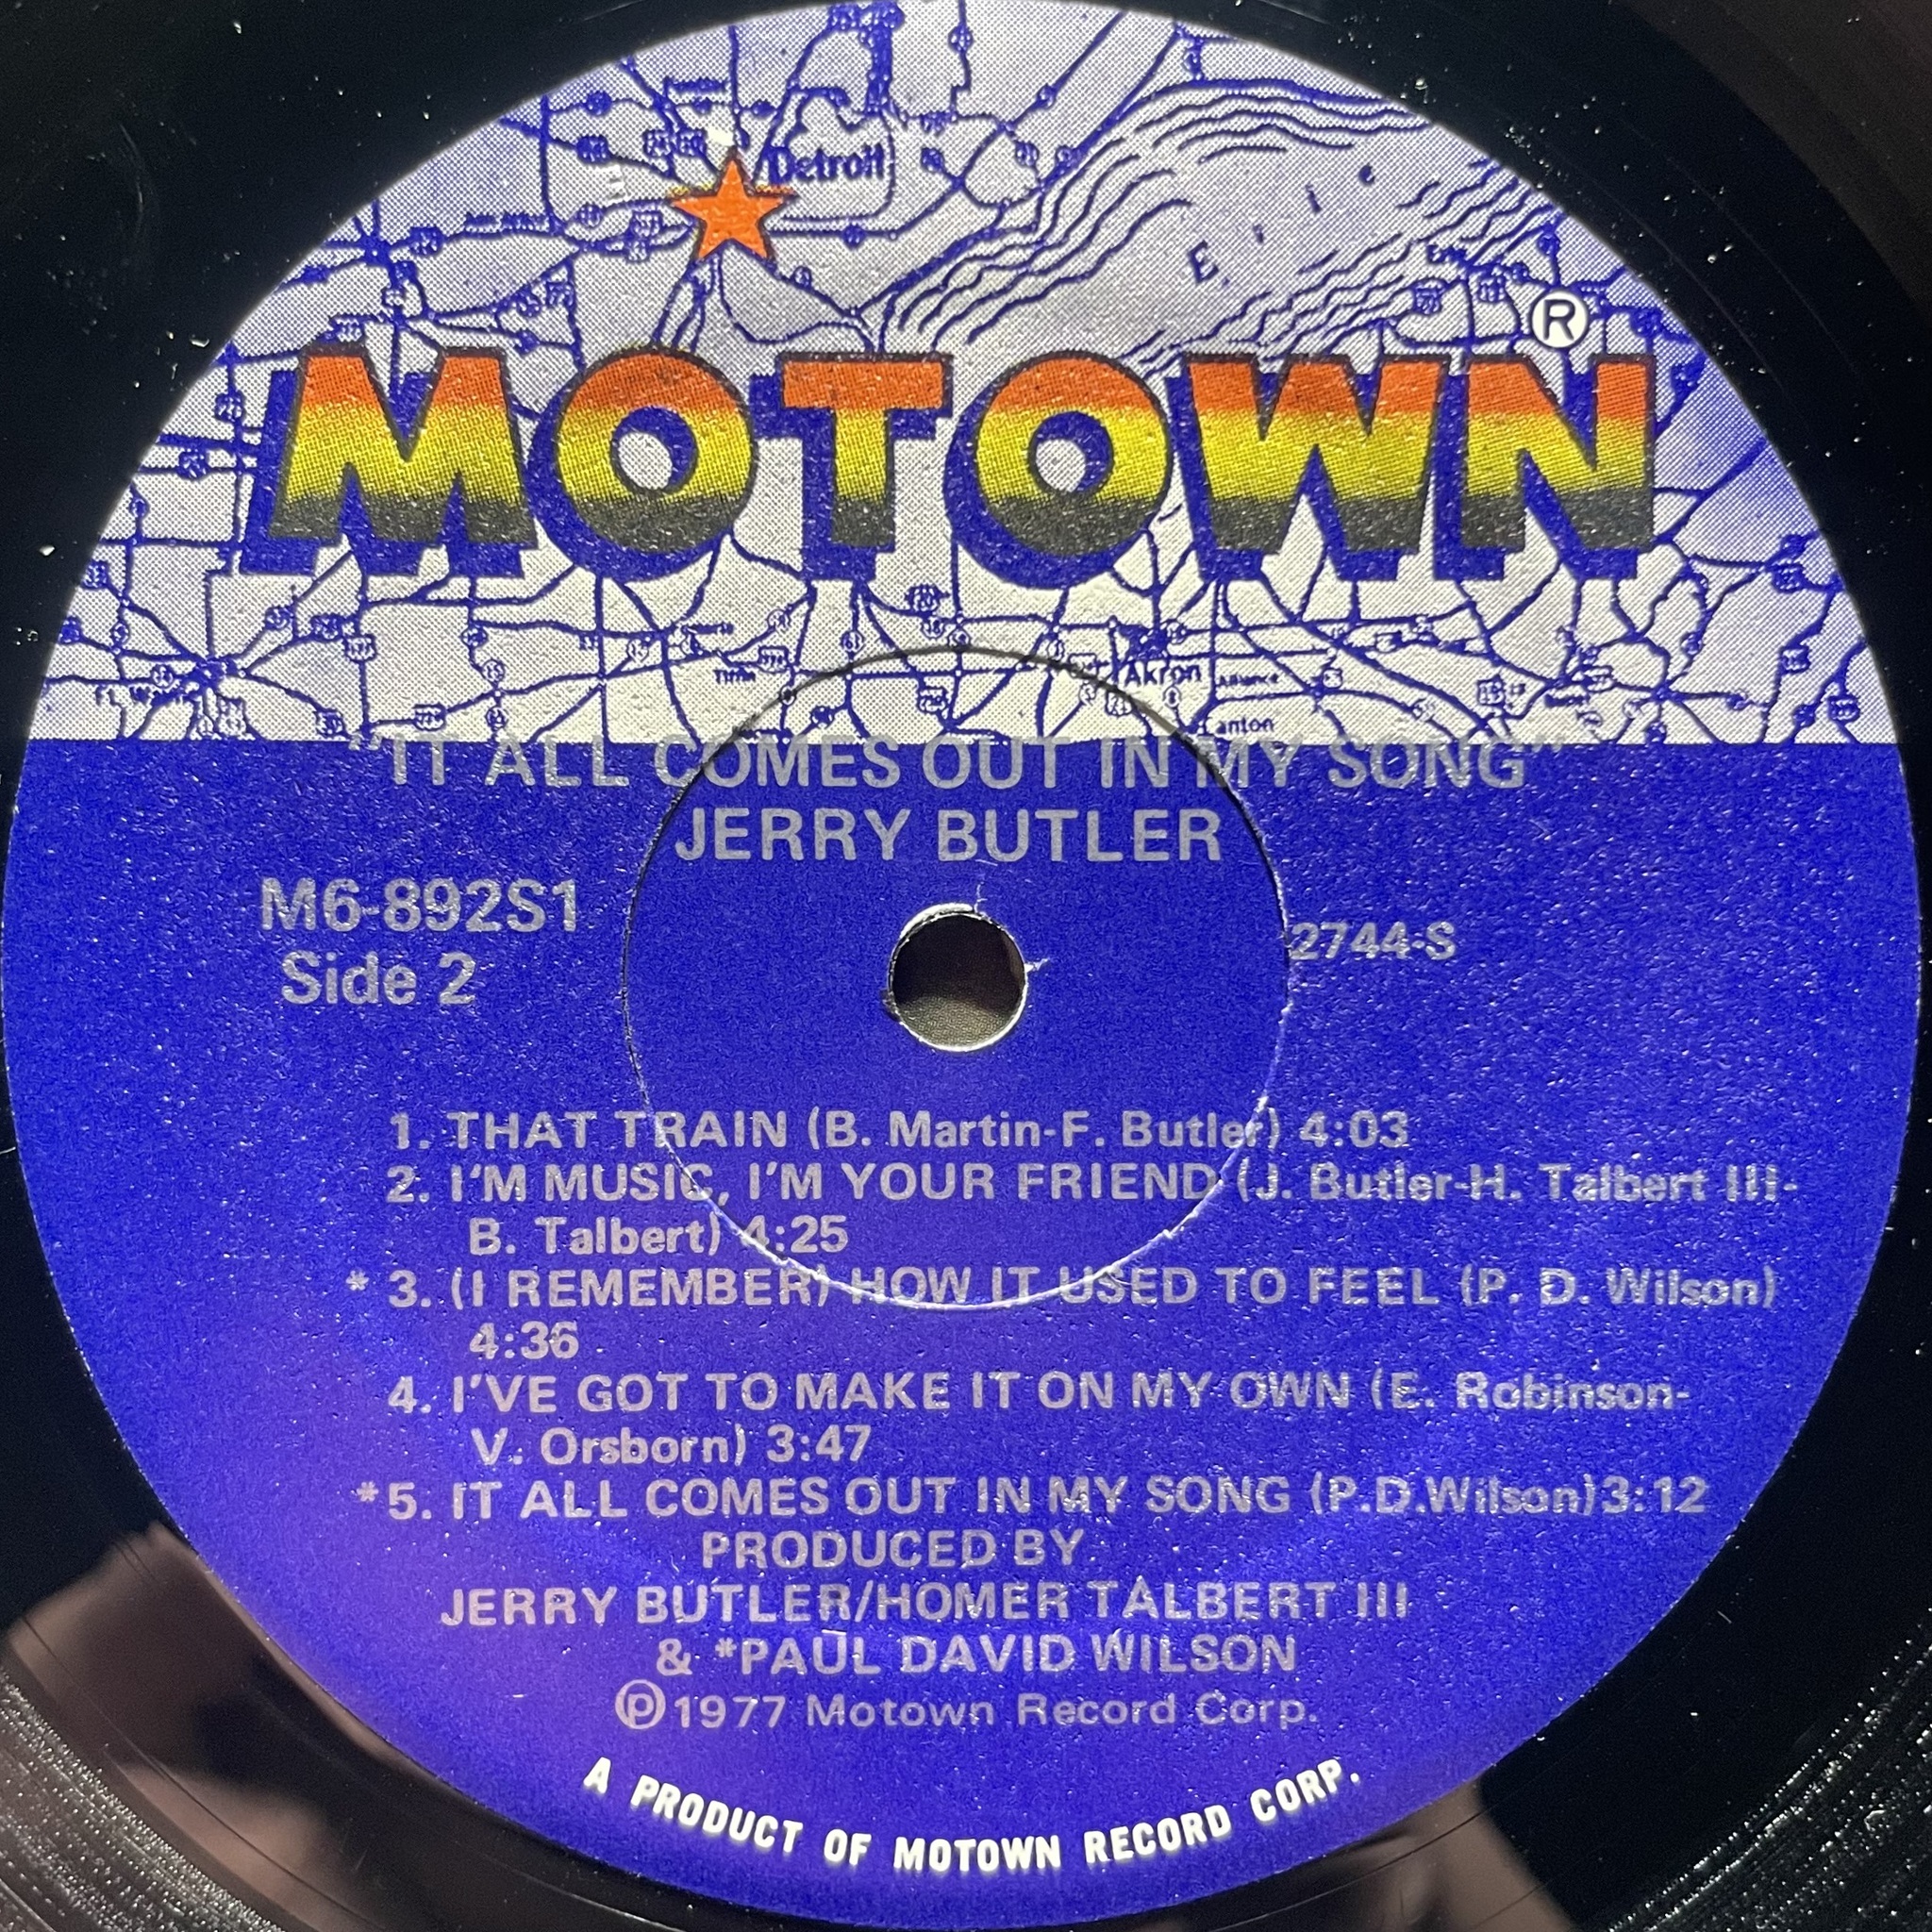 Detroit
E r i e
®
MOTOWN
Tiffin
Akron
Alliance
Canton
"IT ALL COMES OUT IN MY SONG"
JERRY BUTLER
M6-892S1
2744-S
Side 2
1. THAT TRAIN (B. Martin-F. Butler) 4:03
2. I'M MUSIC, I'M YOUR FRIEND (J. Butler-H. Talbert III-
B. Talbert) 4:25
* 3. (I REMEMBER) HOW IT USED TO FEEL (P. D. Wilson)
4:36
4. I'VE GOT TO MAKE IT ON MY OWN (E. Robinson-
V. Orsborn) 3:47
*5. IT ALL COMES OUT IN MY SONG (P.D.Wilson) 3:12
PRODUCED BY
JERRY BUTLER/HOMER TALBERT III
& *PAUL DAVID WILSON
℗1977 Motown Record Corp.
A PRODUCT OF MOTOWN RECORD CORP.